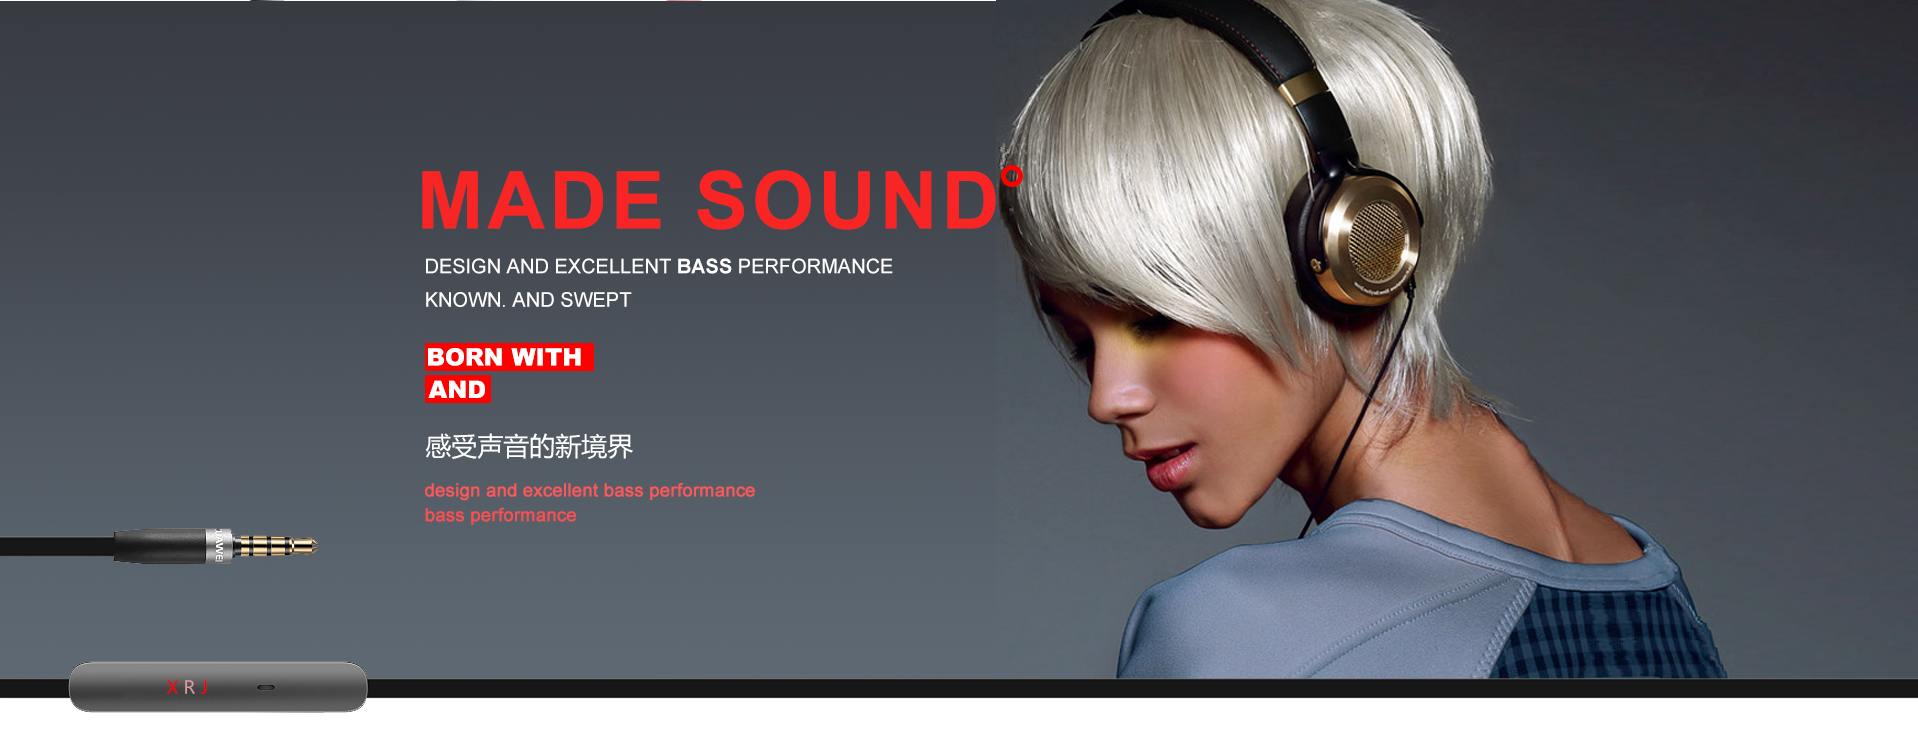 MADE SOUND°
DESIGN AND EXCELLENT BASS PERFORMANCE
KNOWN. AND SWEPT
BORN WITH
AND
感受声音的新境界
design and excellent bass performance
bass performance
XRJ